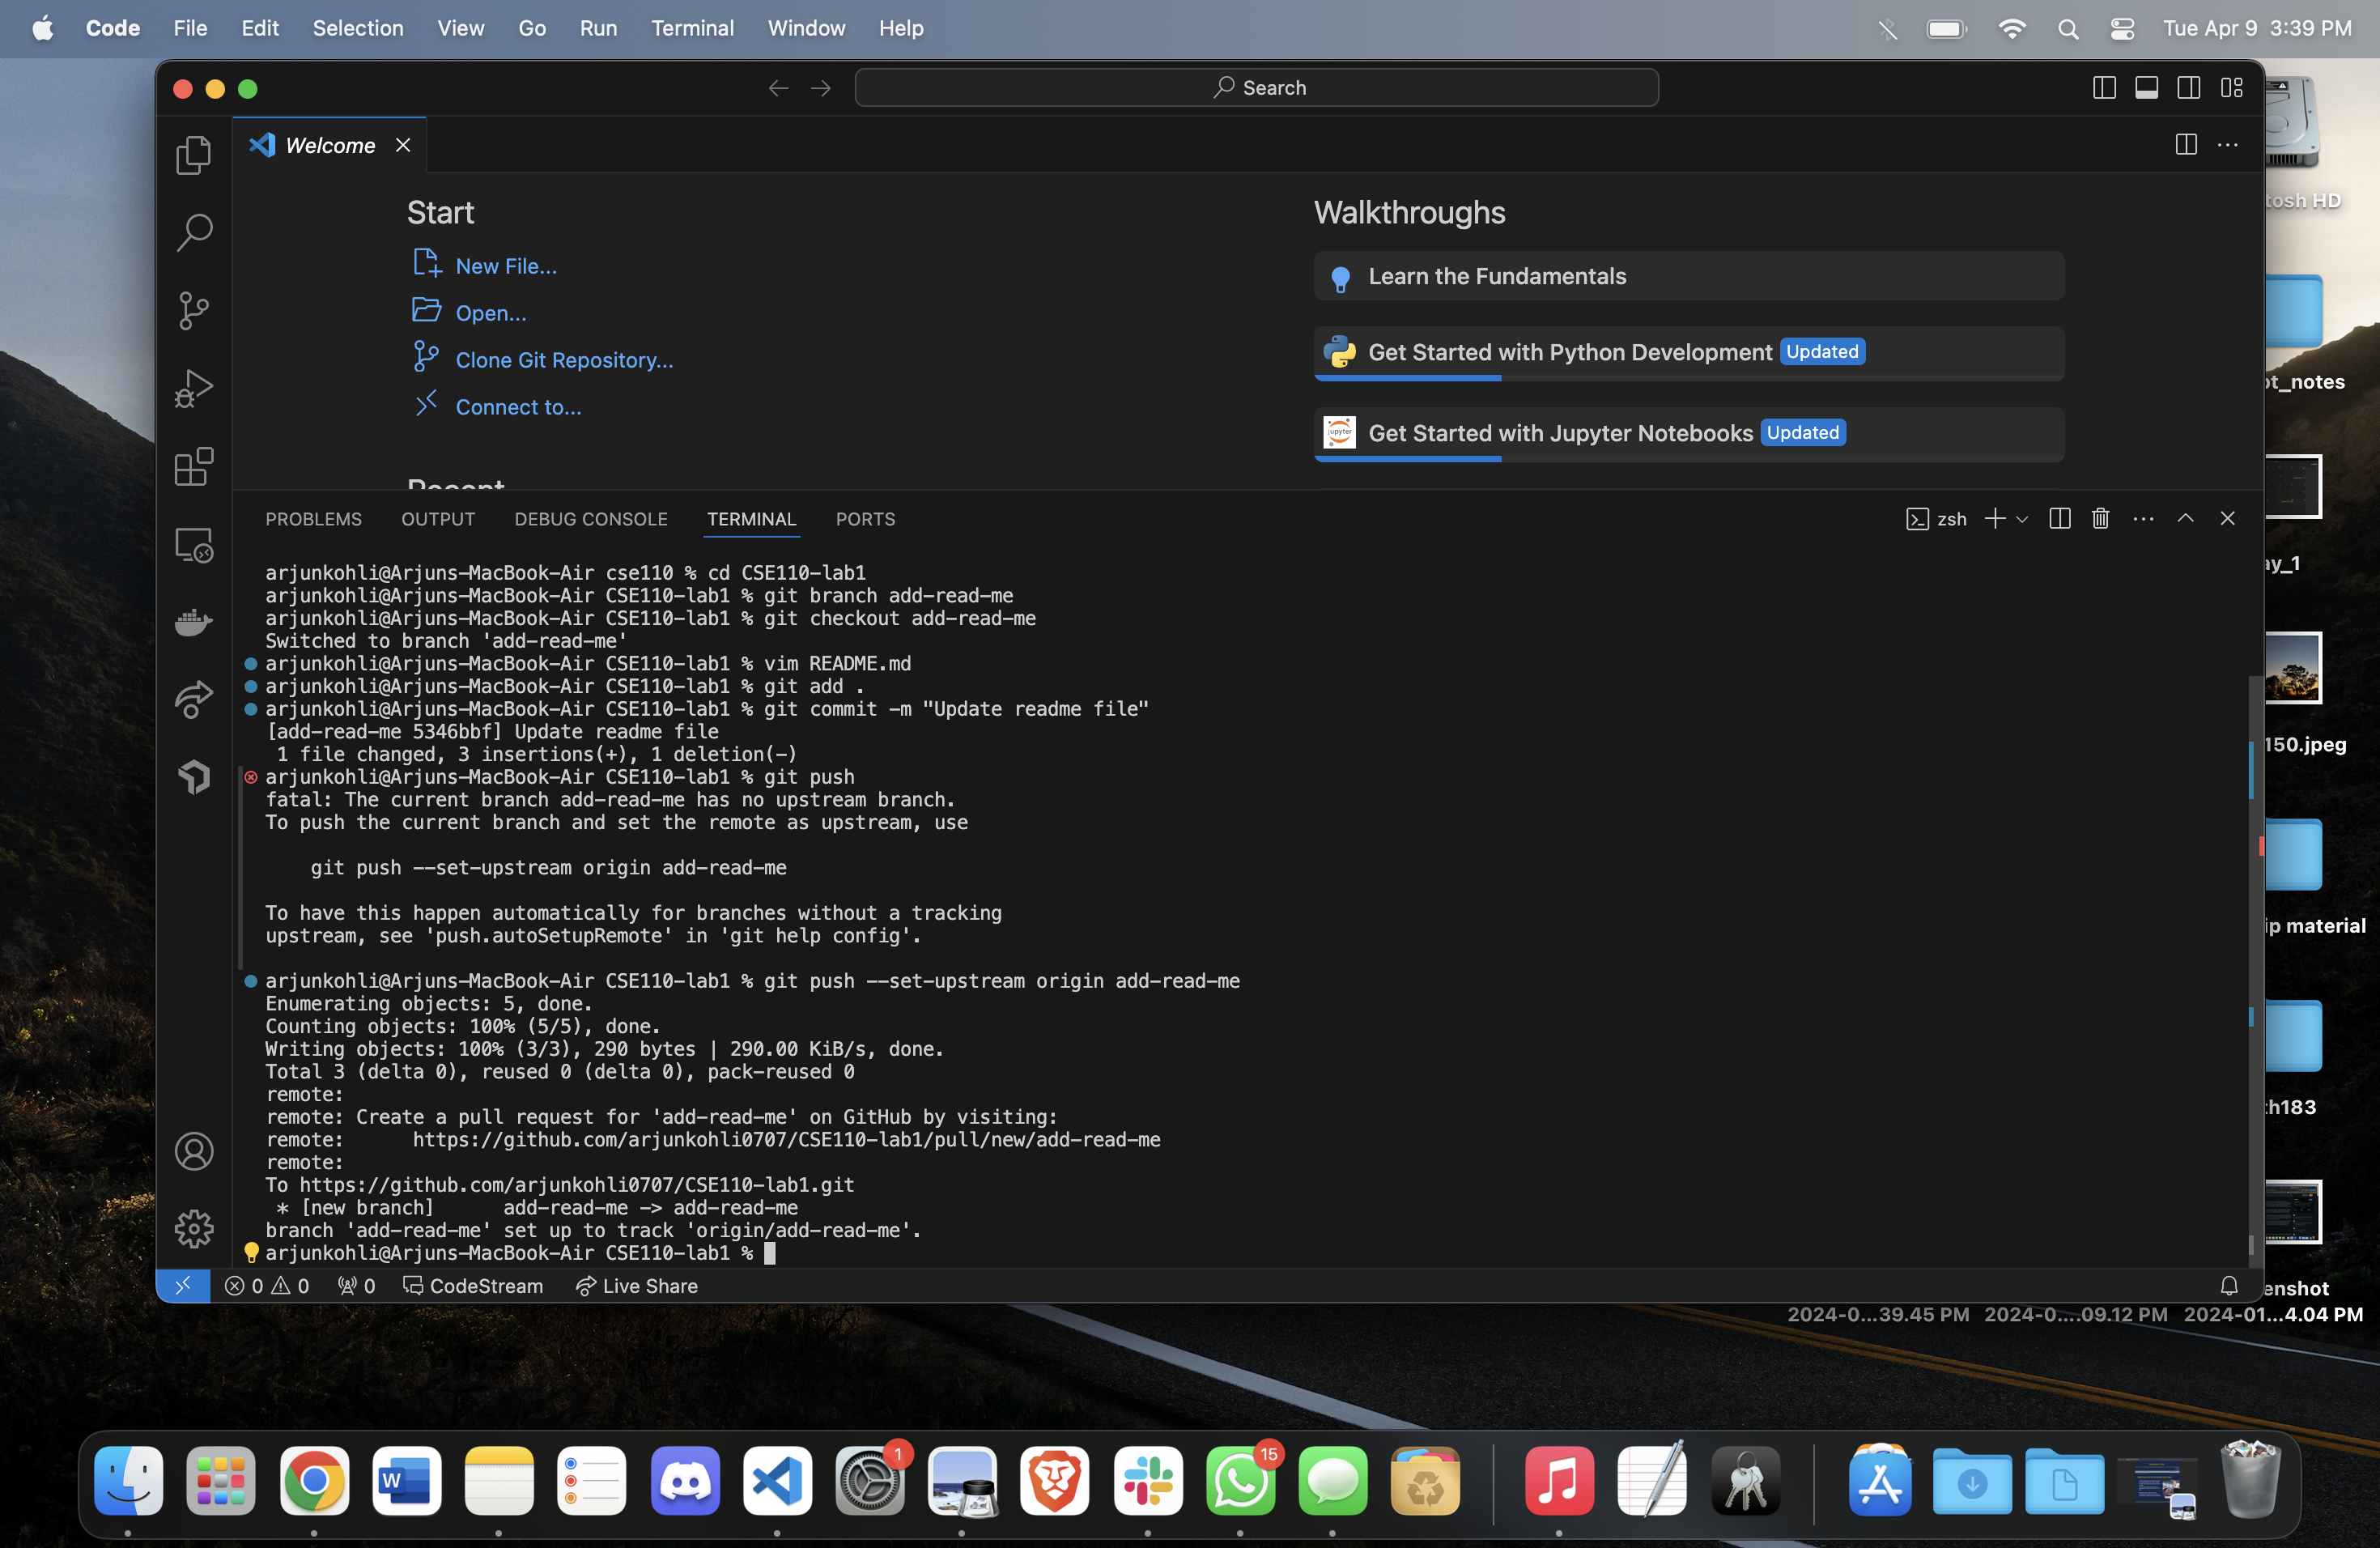 Code File Edit Selection View Go Run Terminal Window Help Tue Apr 9 3:39 PM
Search
Welcome
Start
New File...
Open...
Clone Git Repository...
Connect to...
Recent
Walkthroughs
Learn the Fundamentals
Get Started with Python Development Updated
jupyter
Get Started with Jupyter Notebooks Updated
PROBLEMS OUTPUT DEBUG CONSOLE TERMINAL PORTS zsh
arjunkohli@Arjuns-MacBook-Air cse110 % cd CSE110-lab1
arjunkohli@Arjuns-MacBook-Air CSE110-lab1 % git branch add-read-me
arjunkohli@Arjuns-MacBook-Air CSE110-lab1 % git checkout add-read-me
Switched to branch 'add-read-me'
arjunkohli@Arjuns-MacBook-Air CSE110-lab1 % vim README.md
arjunkohli@Arjuns-MacBook-Air CSE110-lab1 % git add .
arjunkohli@Arjuns-MacBook-Air CSE110-lab1 % git commit -m "Update readme file"
[add-read-me 5346bbf] Update readme file
 1 file changed, 3 insertions(+), 1 deletion(-)
arjunkohli@Arjuns-MacBook-Air CSE110-lab1 % git push
fatal: The current branch add-read-me has no upstream branch.
To push the current branch and set the remote as upstream, use
    git push --set-upstream origin add-read-me
To have this happen automatically for branches without a tracking
upstream, see 'push.autoSetupRemote' in 'git help config'.
arjunkohli@Arjuns-MacBook-Air CSE110-lab1 % git push --set-upstream origin add-read-me
Enumerating objects: 5, done.
Counting objects: 100% (5/5), done.
Writing objects: 100% (3/3), 290 bytes | 290.00 KiB/s, done.
Total 3 (delta 0), reused 0 (delta 0), pack-reused 0
remote:
remote: Create a pull request for 'add-read-me' on GitHub by visiting:
remote:      https://github.com/arjunkohli0707/CSE110-lab1/pull/new/add-read-me
remote:
To https://github.com/arjunkohli0707/CSE110-lab1.git
 * [new branch]      add-read-me -> add-read-me
branch 'add-read-me' set up to track 'origin/add-read-me'.
arjunkohli@Arjuns-MacBook-Air CSE110-lab1 %
0 0 0 CodeStream Live Share
tosh HD
ot_notes
ay_1
150.jpeg
ip material
th183
enshot
2024-0...39.45 PM 2024-0....09.12 PM 2024-01...4.04 PM
W
1
15